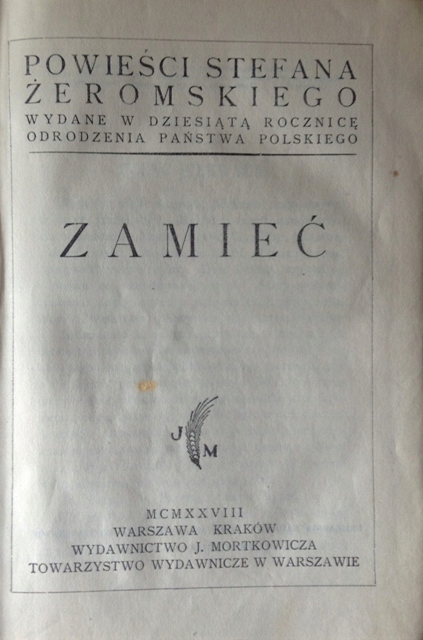 POWIEŚCI STEFANA
ŻEROMSKIEGO
WYDANE W DZIESIĄTĄ ROCZNICĘ
ODRODZENIA PAŃSTWA POLSKIEGO
ZAMIEĆ
J M
MCMXXVIII
WARSZAWA KRAKÓW
WYDAWNICTWO J. MORTKOWICZA
TOWARZYSTWO WYDAWNICZE W WARSZAWIE